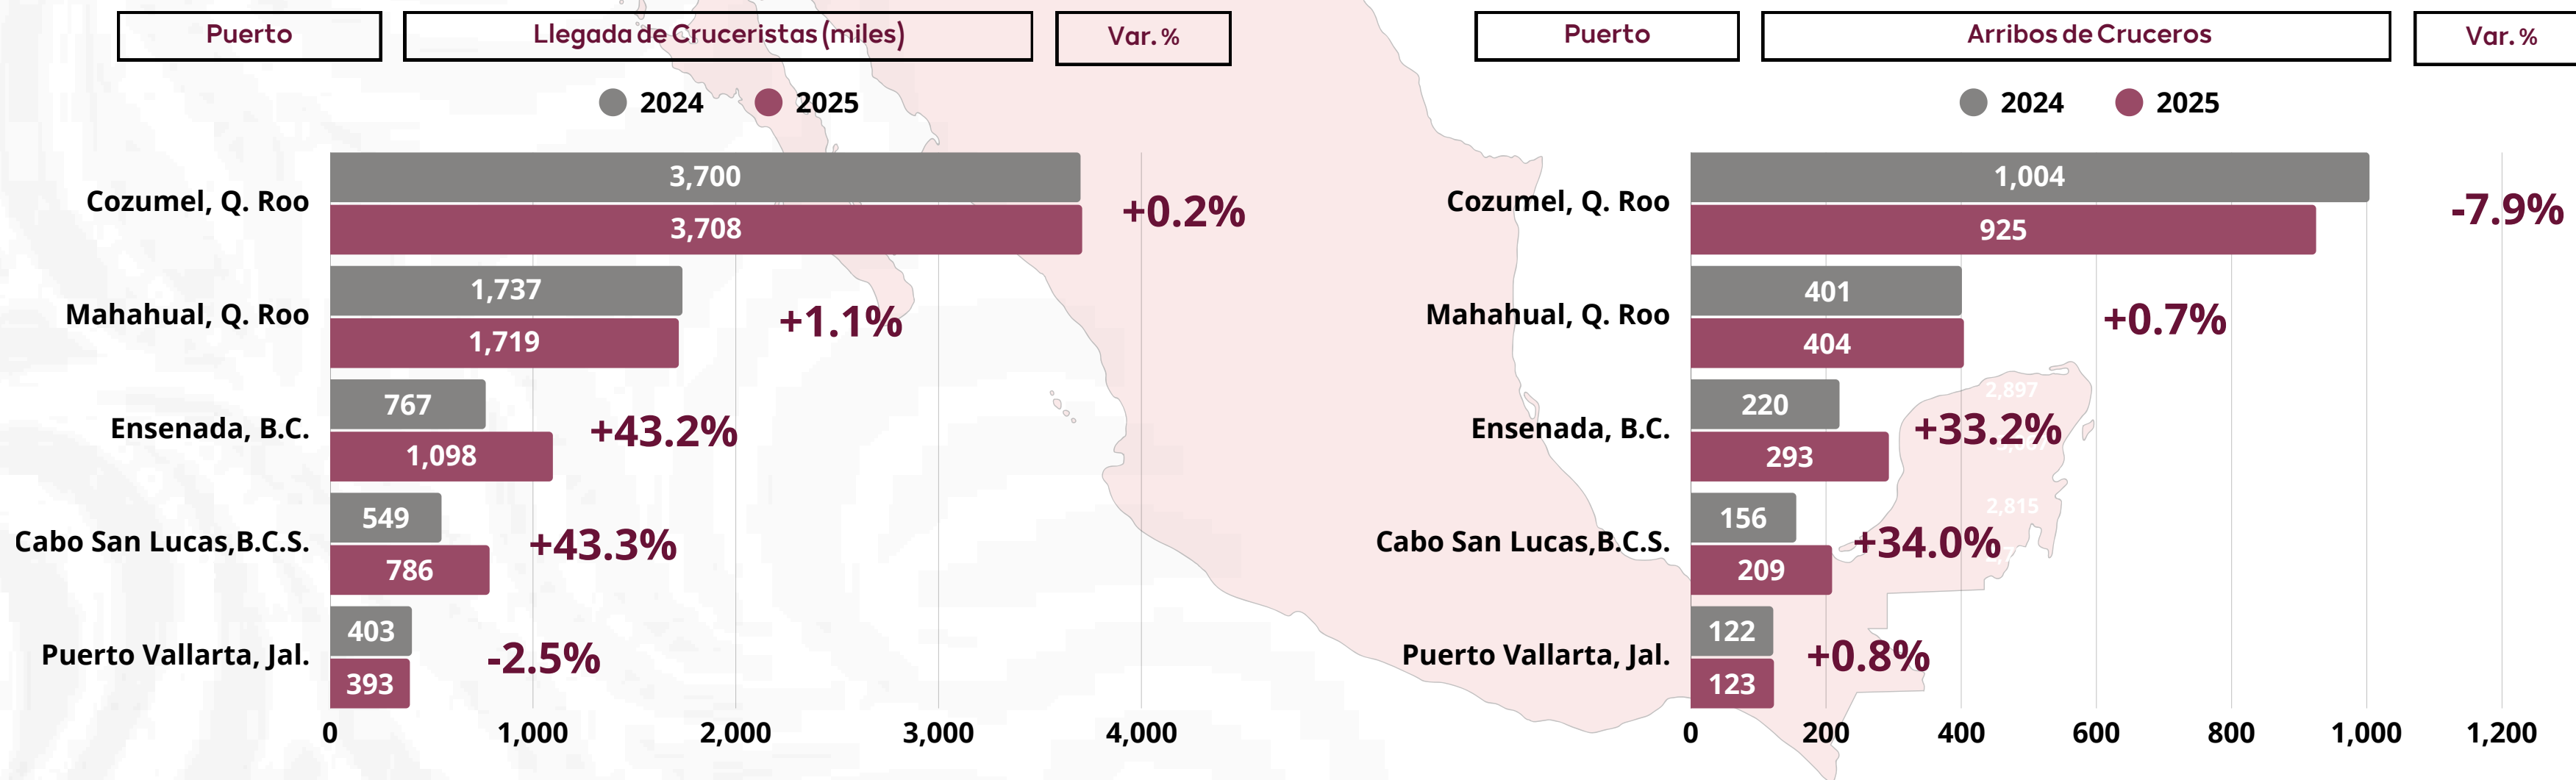 Puerto
Llegada de Cruceristas (miles)
Var. %
2024 2025
Cozumel, Q. Roo
3,700
3,708
+0.2%
Mahahual, Q. Roo
1,737
1,719
+1.1%
Ensenada, B.C.
767
1,098
+43.2%
Cabo San Lucas,B.C.S.
549
786
+43.3%
Puerto Vallarta, Jal.
403
393
-2.5%
0 1,000 2,000 3,000 4,000
Puerto
Arribos de Cruceros
Var. %
2024 2025
Cozumel, Q. Roo
1,004
925
-7.9%
Mahahual, Q. Roo
401
404
+0.7%
Ensenada, B.C.
220
293
2,897
+33.2%
Cabo San Lucas,B.C.S.
156
209
2,815
+34.0%
Puerto Vallarta, Jal.
122
123
+0.8%
0 200 400 600 800 1,000 1,200